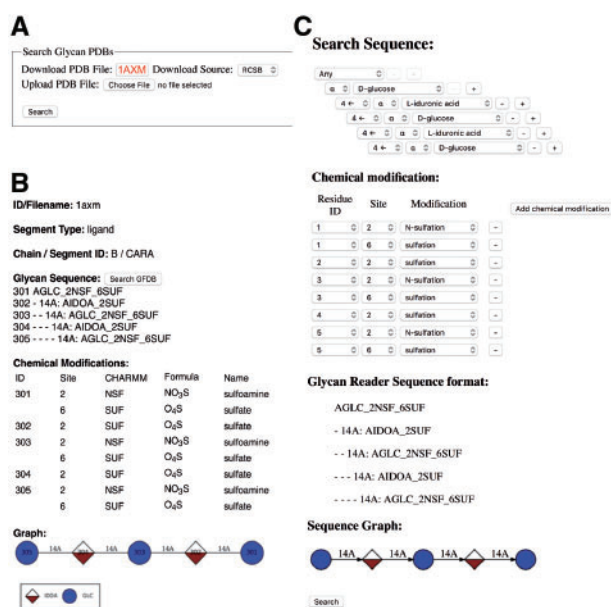 A
Search Glycan PDBs
Download PDB File: 1AXM Download Source: RCSB
Upload PDB File: Choose File no file selected
Search
B
ID/Filename: 1axm
Segment Type: ligand
Chain / Segment ID: B / CARA
Glycan Sequence: Search GFDB
301 AGLC_2NSF_6SUF
302 - 14A: AIDOA_2SUF
303 - - 14A: AGLC_2NSF_6SUF
304 - - - 14A: AIDOA_2SUF
305 - - - - 14A: AGLC_2NSF_6SUF
Chemical Modifications:
ID Site CHARMM Formula Name
301 2 NSF NO3S sulfoamine
6 SUF O4S sulfate
302 2 SUF O4S sulfate
303 2 NSF NO3S sulfoamine
6 SUF O4S sulfate
304 2 SUF O4S sulfate
305 2 NSF NO3S sulfoamine
6 SUF O4S sulfate
Graph:
14A 14A 14A 14A
C
Search Sequence:
Any - -
α D-glucose - +
4 ← α L-iduronic acid - +
4 ← α D-glucose - +
4 ← α L-iduronic acid - +
4 ← α D-glucose - +
Chemical modification:
Residue ID Site Modification
Add chemical modification
1 2 N-sulfation -
1 6 sulfation -
2 2 sulfation -
3 2 N-sulfation -
3 6 sulfation -
4 2 sulfation -
5 2 N-sulfation -
5 6 sulfation -
Glycan Reader Sequence format:
AGLC_2NSF_6SUF
- 14A: AIDOA_2SUF
- - 14A: AGLC_2NSF_6SUF
- - - 14A: AIDOA_2SUF
- - - - 14A: AGLC_2NSF_6SUF
Sequence Graph:
14A 14A 14A 14A
Search